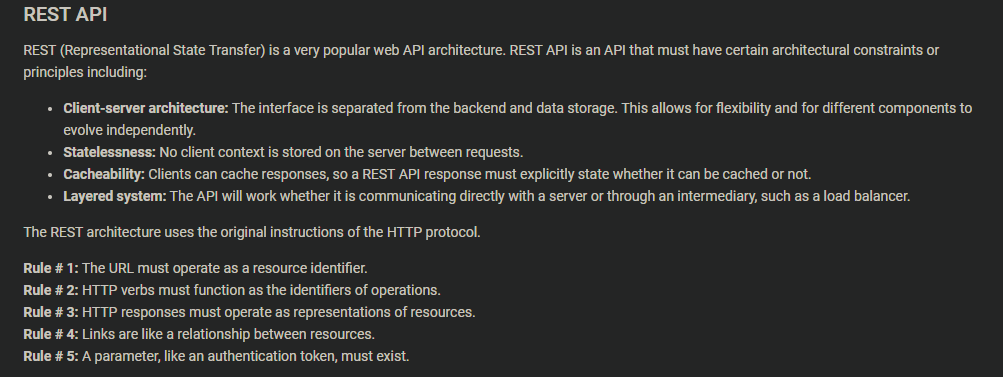 REST API
REST (Representational State Transfer) is a very popular web API architecture. REST API is an API that must have certain architectural constraints or
principles including:
• Client-server architecture: The interface is separated from the backend and data storage. This allows for flexibility and for different components to
evolve independently.
• Statelessness: No client context is stored on the server between requests.
• Cacheability: Clients can cache responses, so a REST API response must explicitly state whether it can be cached or not.
• Layered system: The API will work whether it is communicating directly with a server or through an intermediary, such as a load balancer.
The REST architecture uses the original instructions of the HTTP protocol.
Rule # 1: The URL must operate as a resource identifier.
Rule # 2: HTTP verbs must function as the identifiers of operations.
Rule # 3: HTTP responses must operate as representations of resources.
Rule # 4: Links are like a relationship between resources.
Rule # 5: A parameter, like an authentication token, must exist.